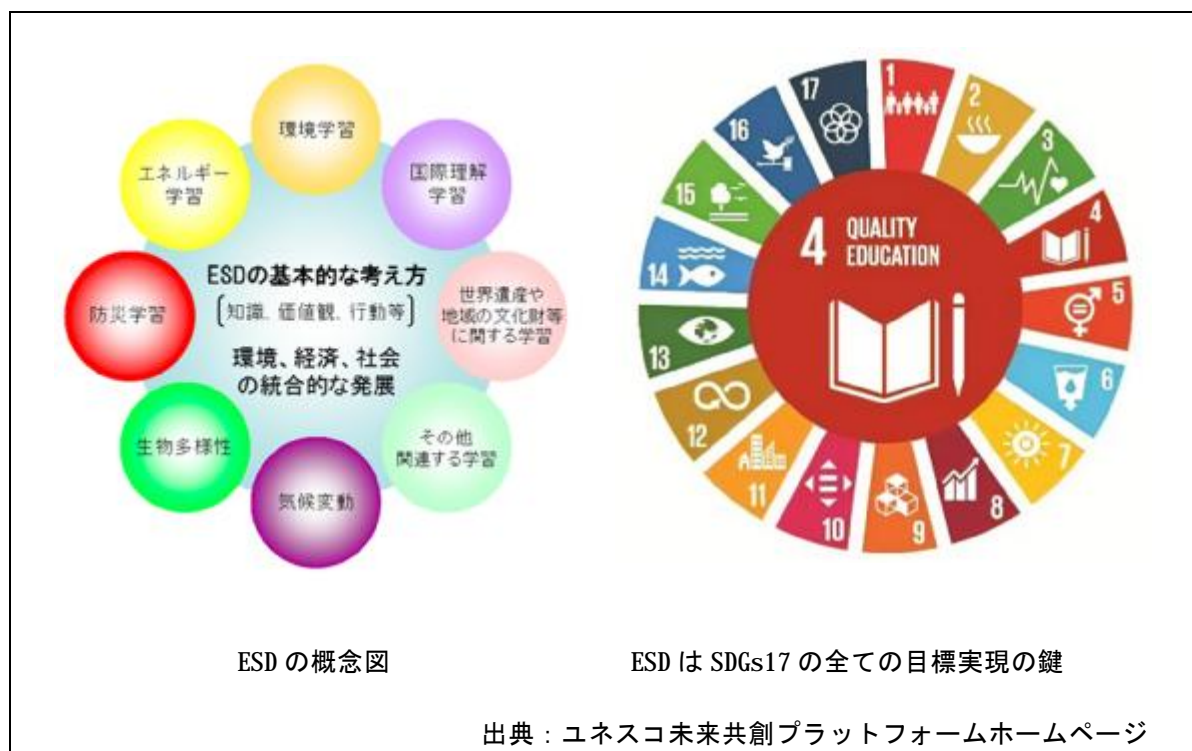 環境学習
国際理解
学習
世界遺産や
地域の文化財等
に関する学習
その他
関連する学習
気候変動
生物多様性
防災学習
エネルギー
学習
ESDの基本的な考え方
[知識、価値観、行動等]
環境、経済、社会
の統合的な発展
ESD の概念図
1
2
3
4
5
6
7
8
9
10
11
12
13
14
15
16
17
4 QUALITY
EDUCATION
ESD は SDGs17 の全ての目標実現の鍵
出典：ユネスコ未来共創プラットフォームホームページ